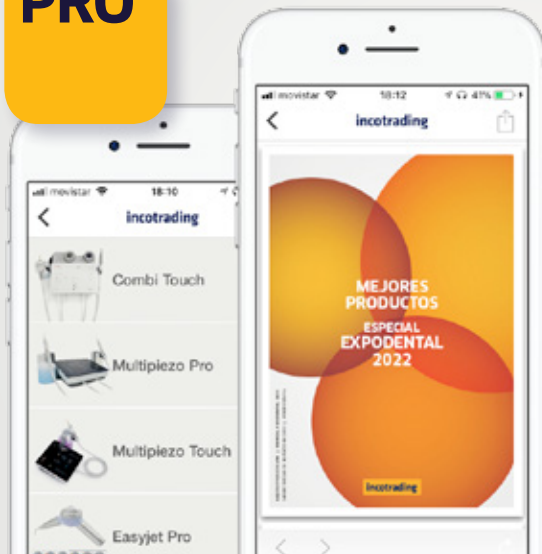 PRO
movistar 18:10
incotrading
Combi Touch
Multipiezo Pro
Multipiezo Touch
Easyjet Pro
movistar 18:12 41%
incotrading
MEJORES
PRODUCTOS
ESPECIAL
EXPODENTAL
2022
incotrading